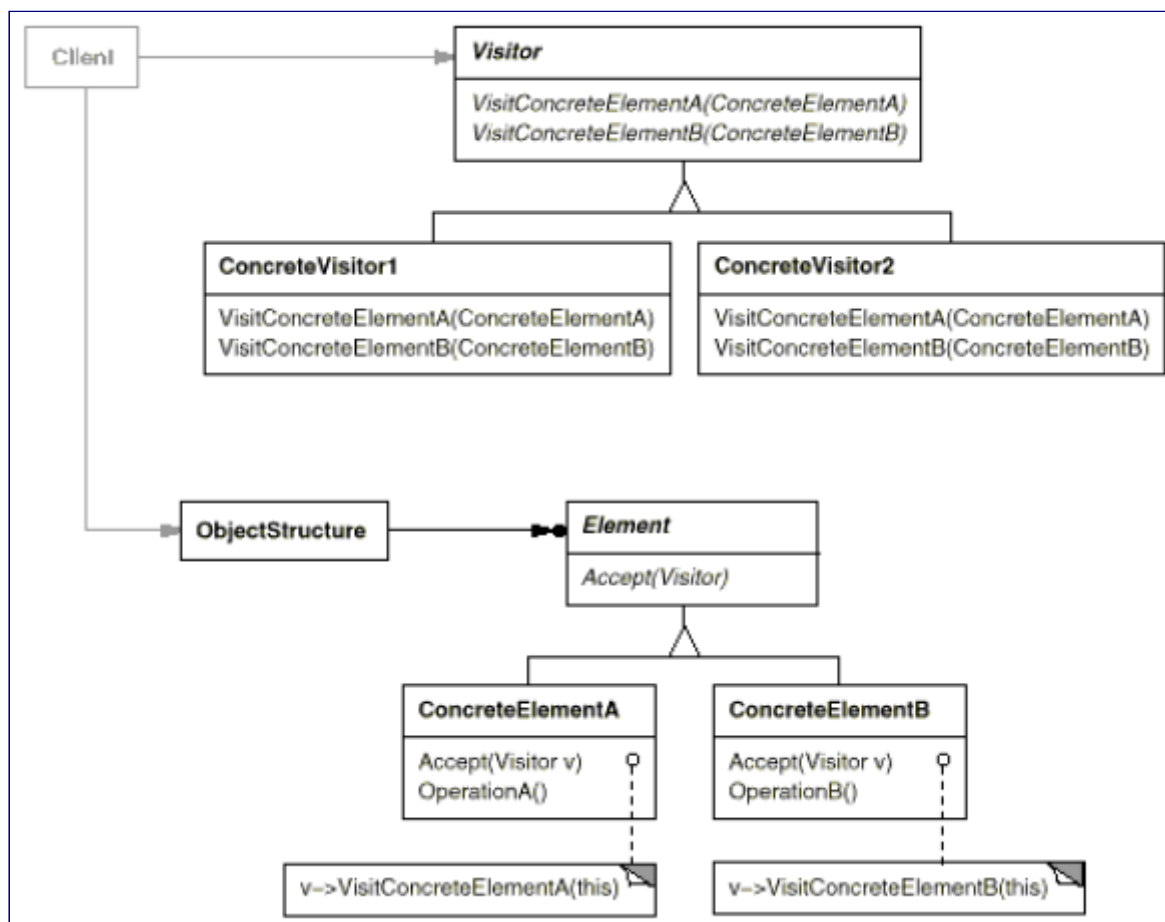 Client
Visitor
VisitConcreteElementA(ConcreteElementA)
VisitConcreteElementB(ConcreteElementB)
ConcreteVisitor1
VisitConcreteElementA(ConcreteElementA)
VisitConcreteElementB(ConcreteElementB)
ConcreteVisitor2
VisitConcreteElementA(ConcreteElementA)
VisitConcreteElementB(ConcreteElementB)
ObjectStructure
Element
Accept(Visitor)
ConcreteElementA
Accept(Visitor v)
OperationA()
ConcreteElementB
Accept(Visitor v)
OperationB()
v->VisitConcreteElementA(this)
v->VisitConcreteElementB(this)